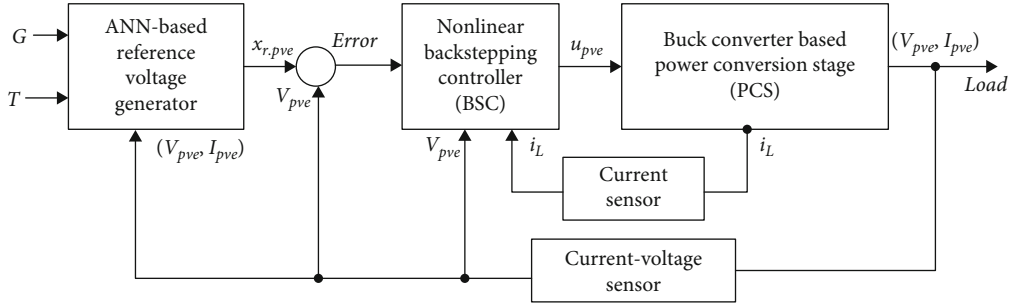 G
T
ANN-based
reference
voltage
generator
x_{r.pve}
Error
V_{pve}
(V_{pve}, I_{pve})
Nonlinear
backstepping
controller
(BSC)
V_{pve}
i_L
u_{pve}
Buck converter based
power conversion stage
(PCS)
i_L
(V_{pve}, I_{pve})
Load
Current
sensor
Current-voltage
sensor